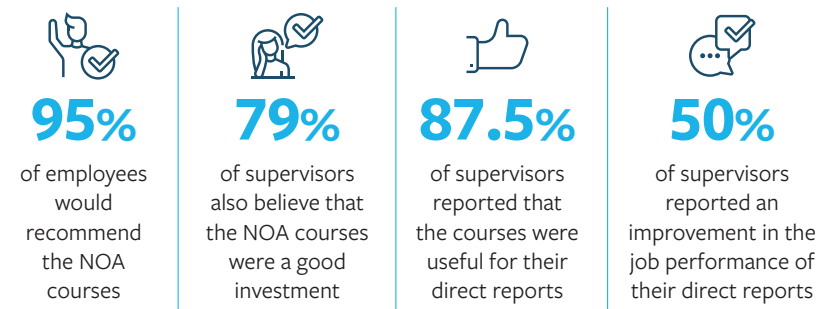 95%
of employees
would
recommend
the NOA
courses
79%
of supervisors
also believe that
the NOA courses
were a good
investment
87.5%
of supervisors
reported that
the courses were
useful for their
direct reports
50%
of supervisors
reported an
improvement in the
job performance of
their direct reports